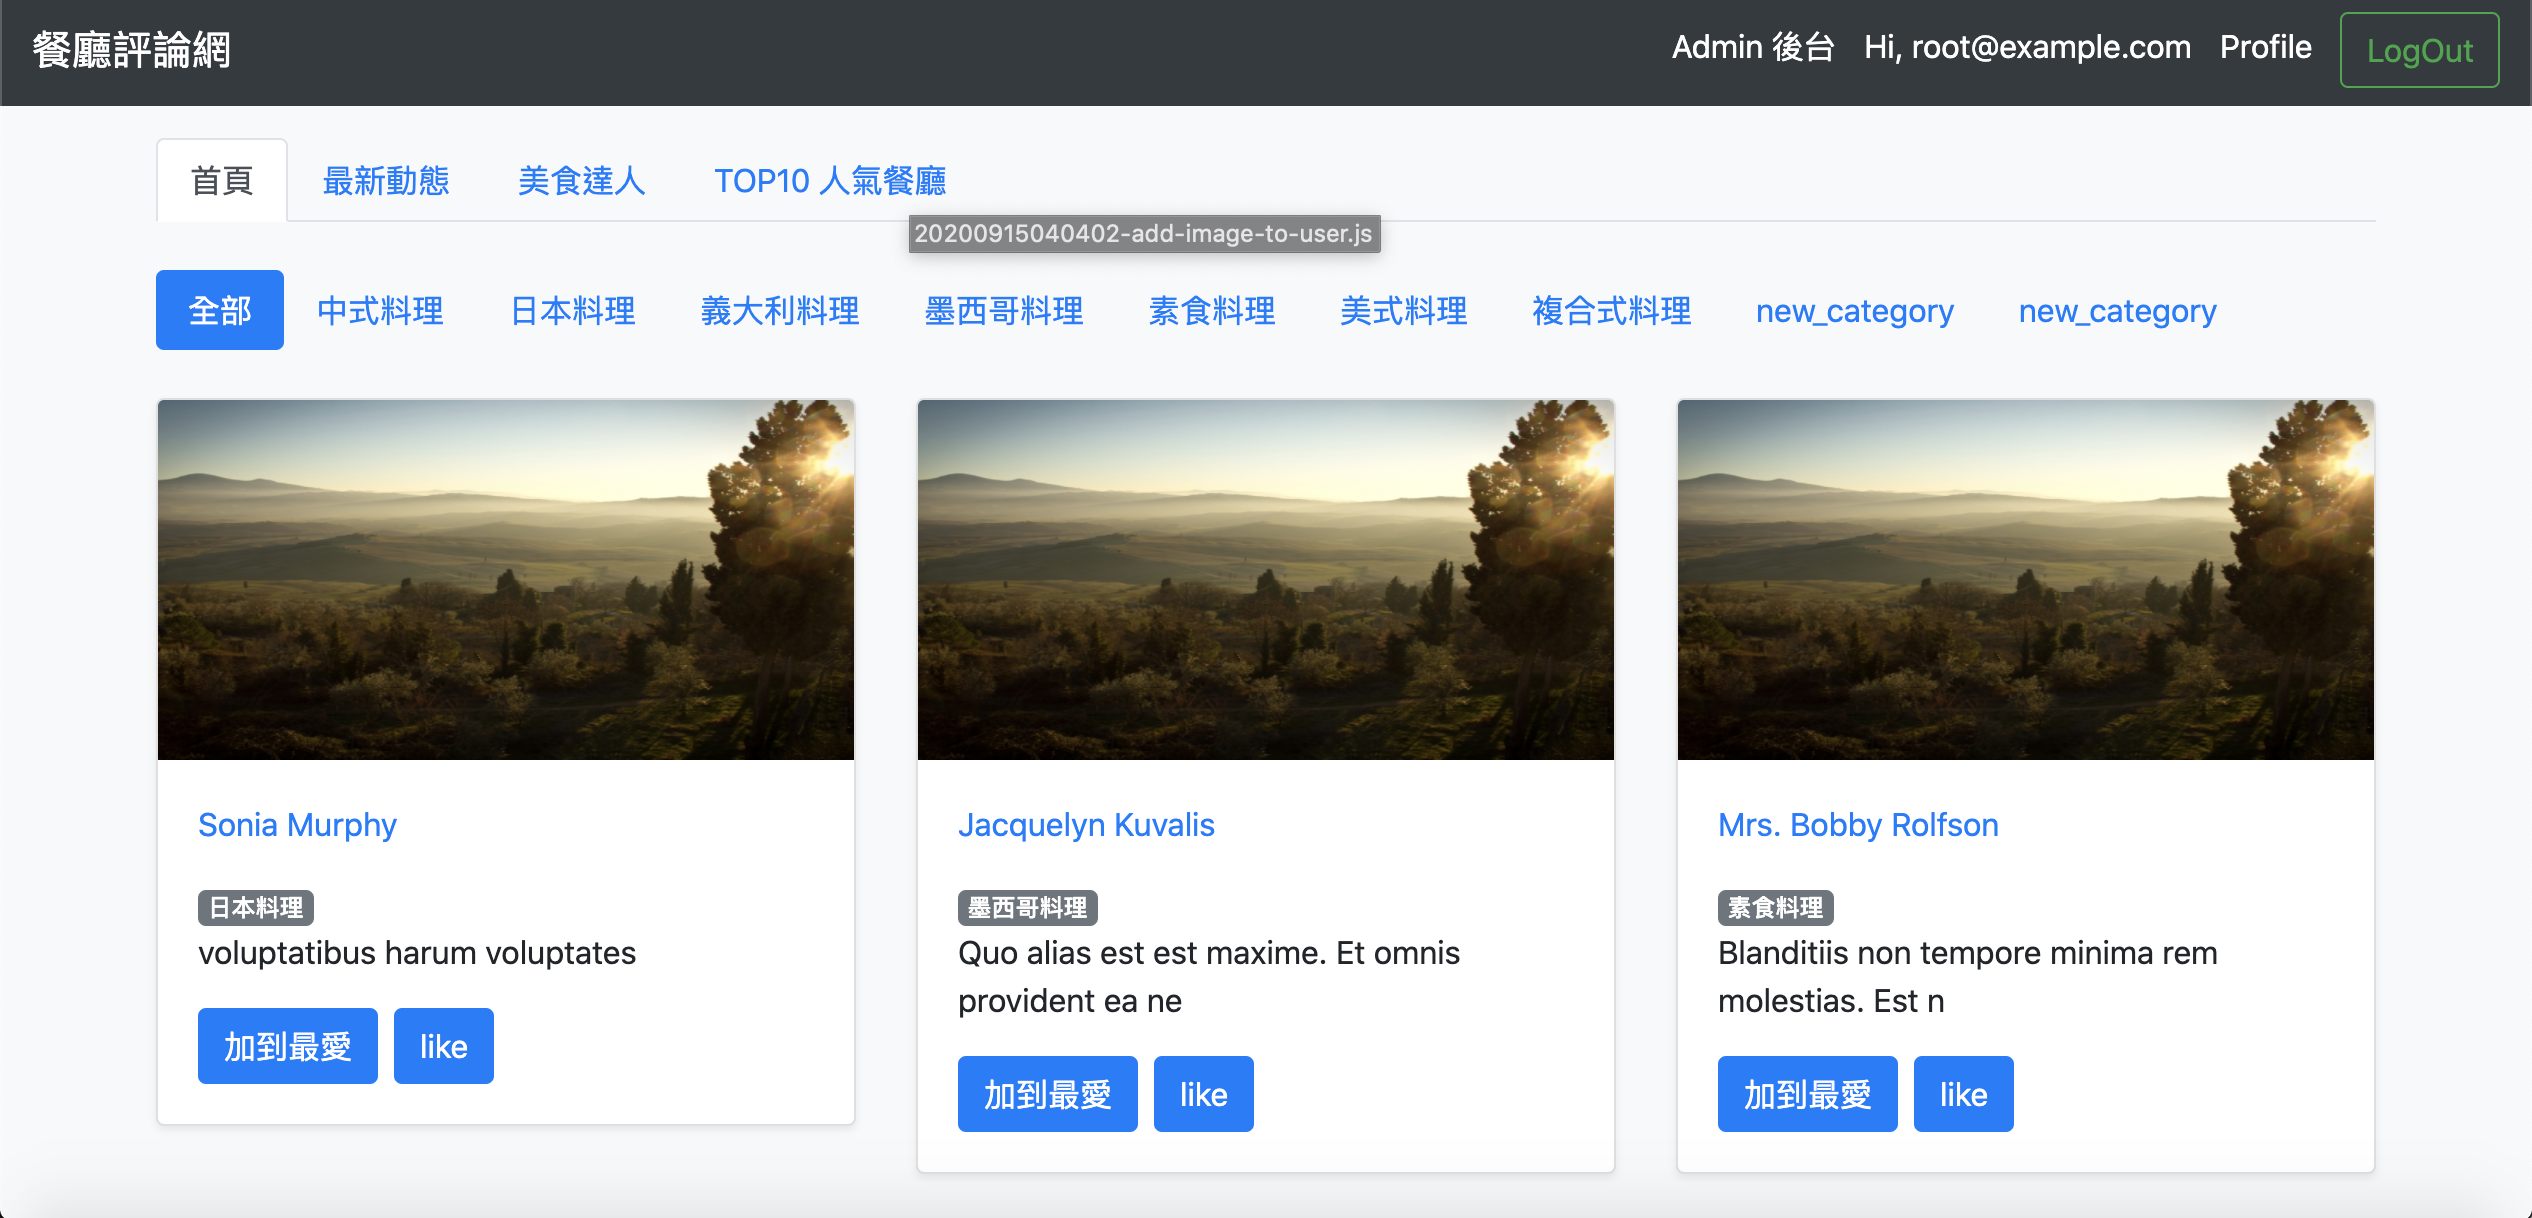 餐廳評論網
Admin 後台 Hi, root@example.com Profile LogOut
首頁 最新動態 美食達人 TOP10 人氣餐廳
20200915040402-add-image-to-user.js
全部 中式料理 日本料理 義大利料理 墨西哥料理 素食料理 美式料理 複合式料理 new_category new_category
Sonia Murphy
日本料理
voluptatibus harum voluptates
加到最愛 like
Jacquelyn Kuvalis
墨西哥料理
Quo alias est est maxime. Et omnis
provident ea ne
加到最愛 like
Mrs. Bobby Rolfson
素食料理
Blanditiis non tempore minima rem
molestias. Est n
加到最愛 like